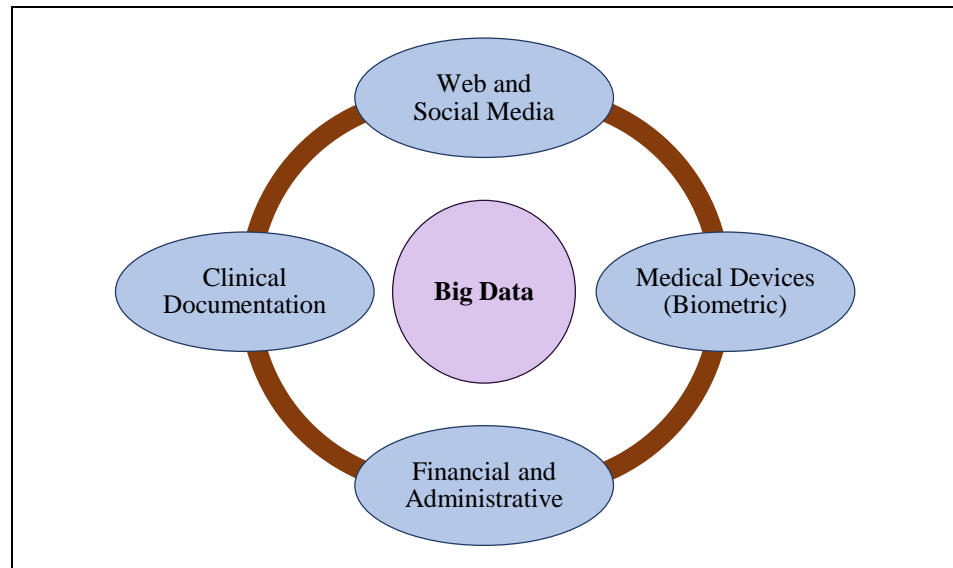 Web and
Social Media
Clinical
Documentation
Big Data
Medical Devices
(Biometric)
Financial and
Administrative